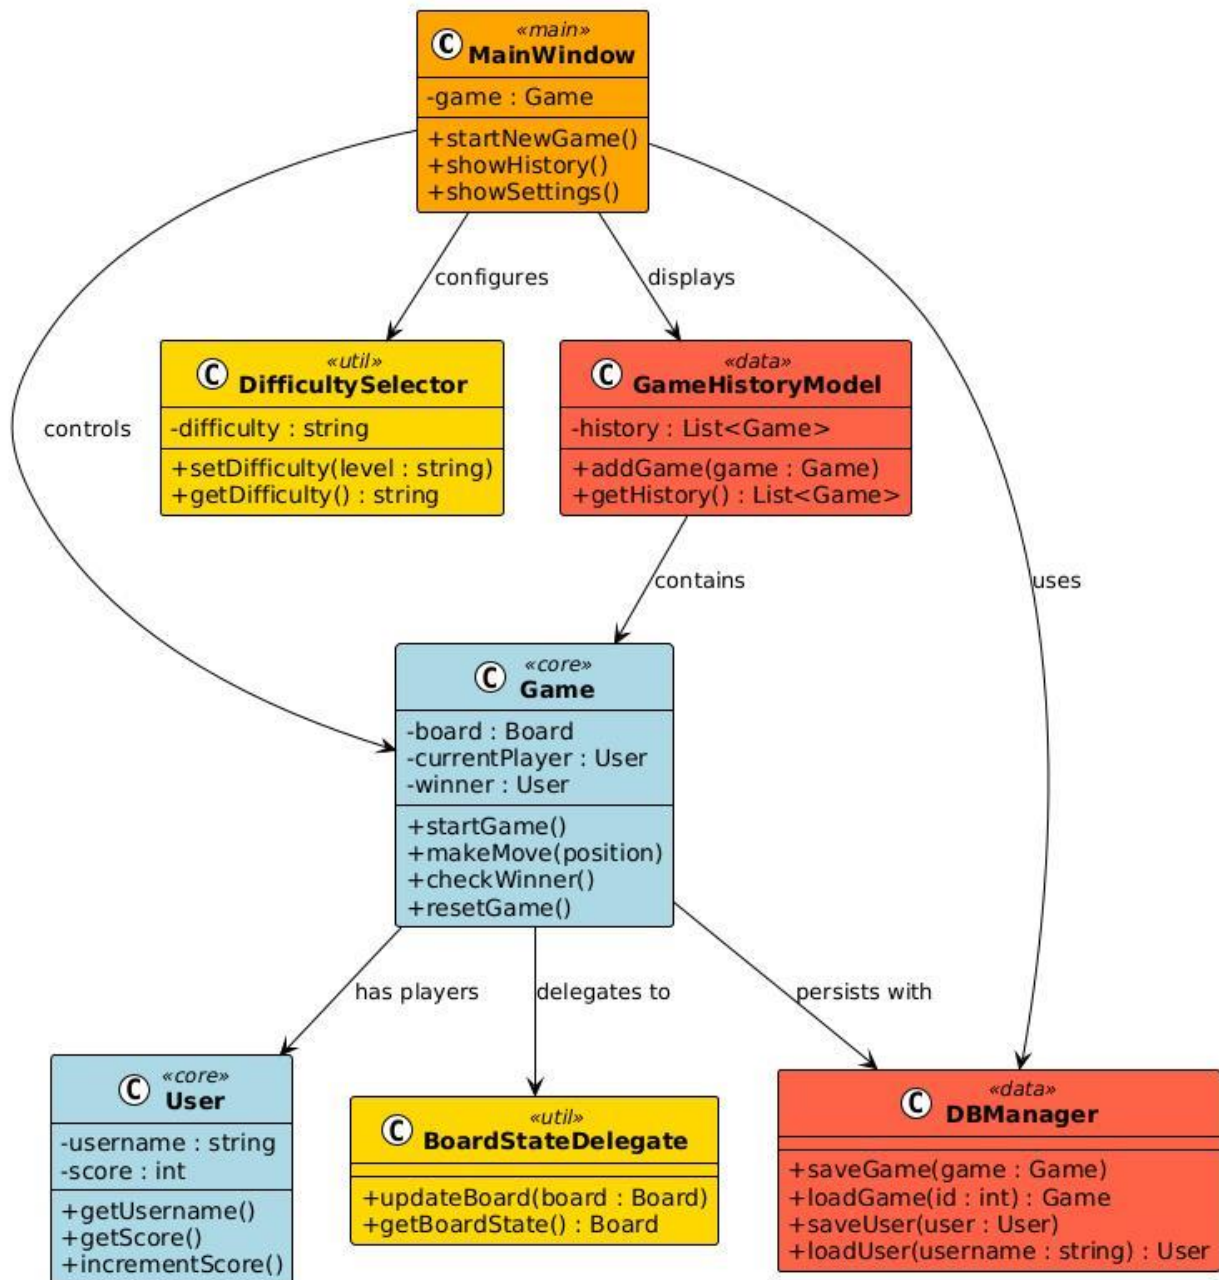 C
«main»
MainWindow
-game : Game
+startNewGame()
+showHistory()
+showSettings()
configures
displays
controls
uses
C
«util»
DifficultySelector
-difficulty : string
+setDifficulty(level : string)
+getDifficulty() : string
C
«data»
GameHistoryModel
-history : List<Game>
+addGame(game : Game)
+getHistory() : List<Game>
contains
C
«core»
Game
-board : Board
-currentPlayer : User
-winner : User
+startGame()
+makeMove(position)
+checkWinner()
+resetGame()
has players
delegates to
persists with
C
«core»
User
-username : string
-score : int
+getUsername()
+getScore()
+incrementScore()
C
«util»
BoardStateDelegate
+updateBoard(board : Board)
+getBoardState() : Board
C
«data»
DBManager
+saveGame(game : Game)
+loadGame(id : int) : Game
+saveUser(user : User)
+loadUser(username : string) : User